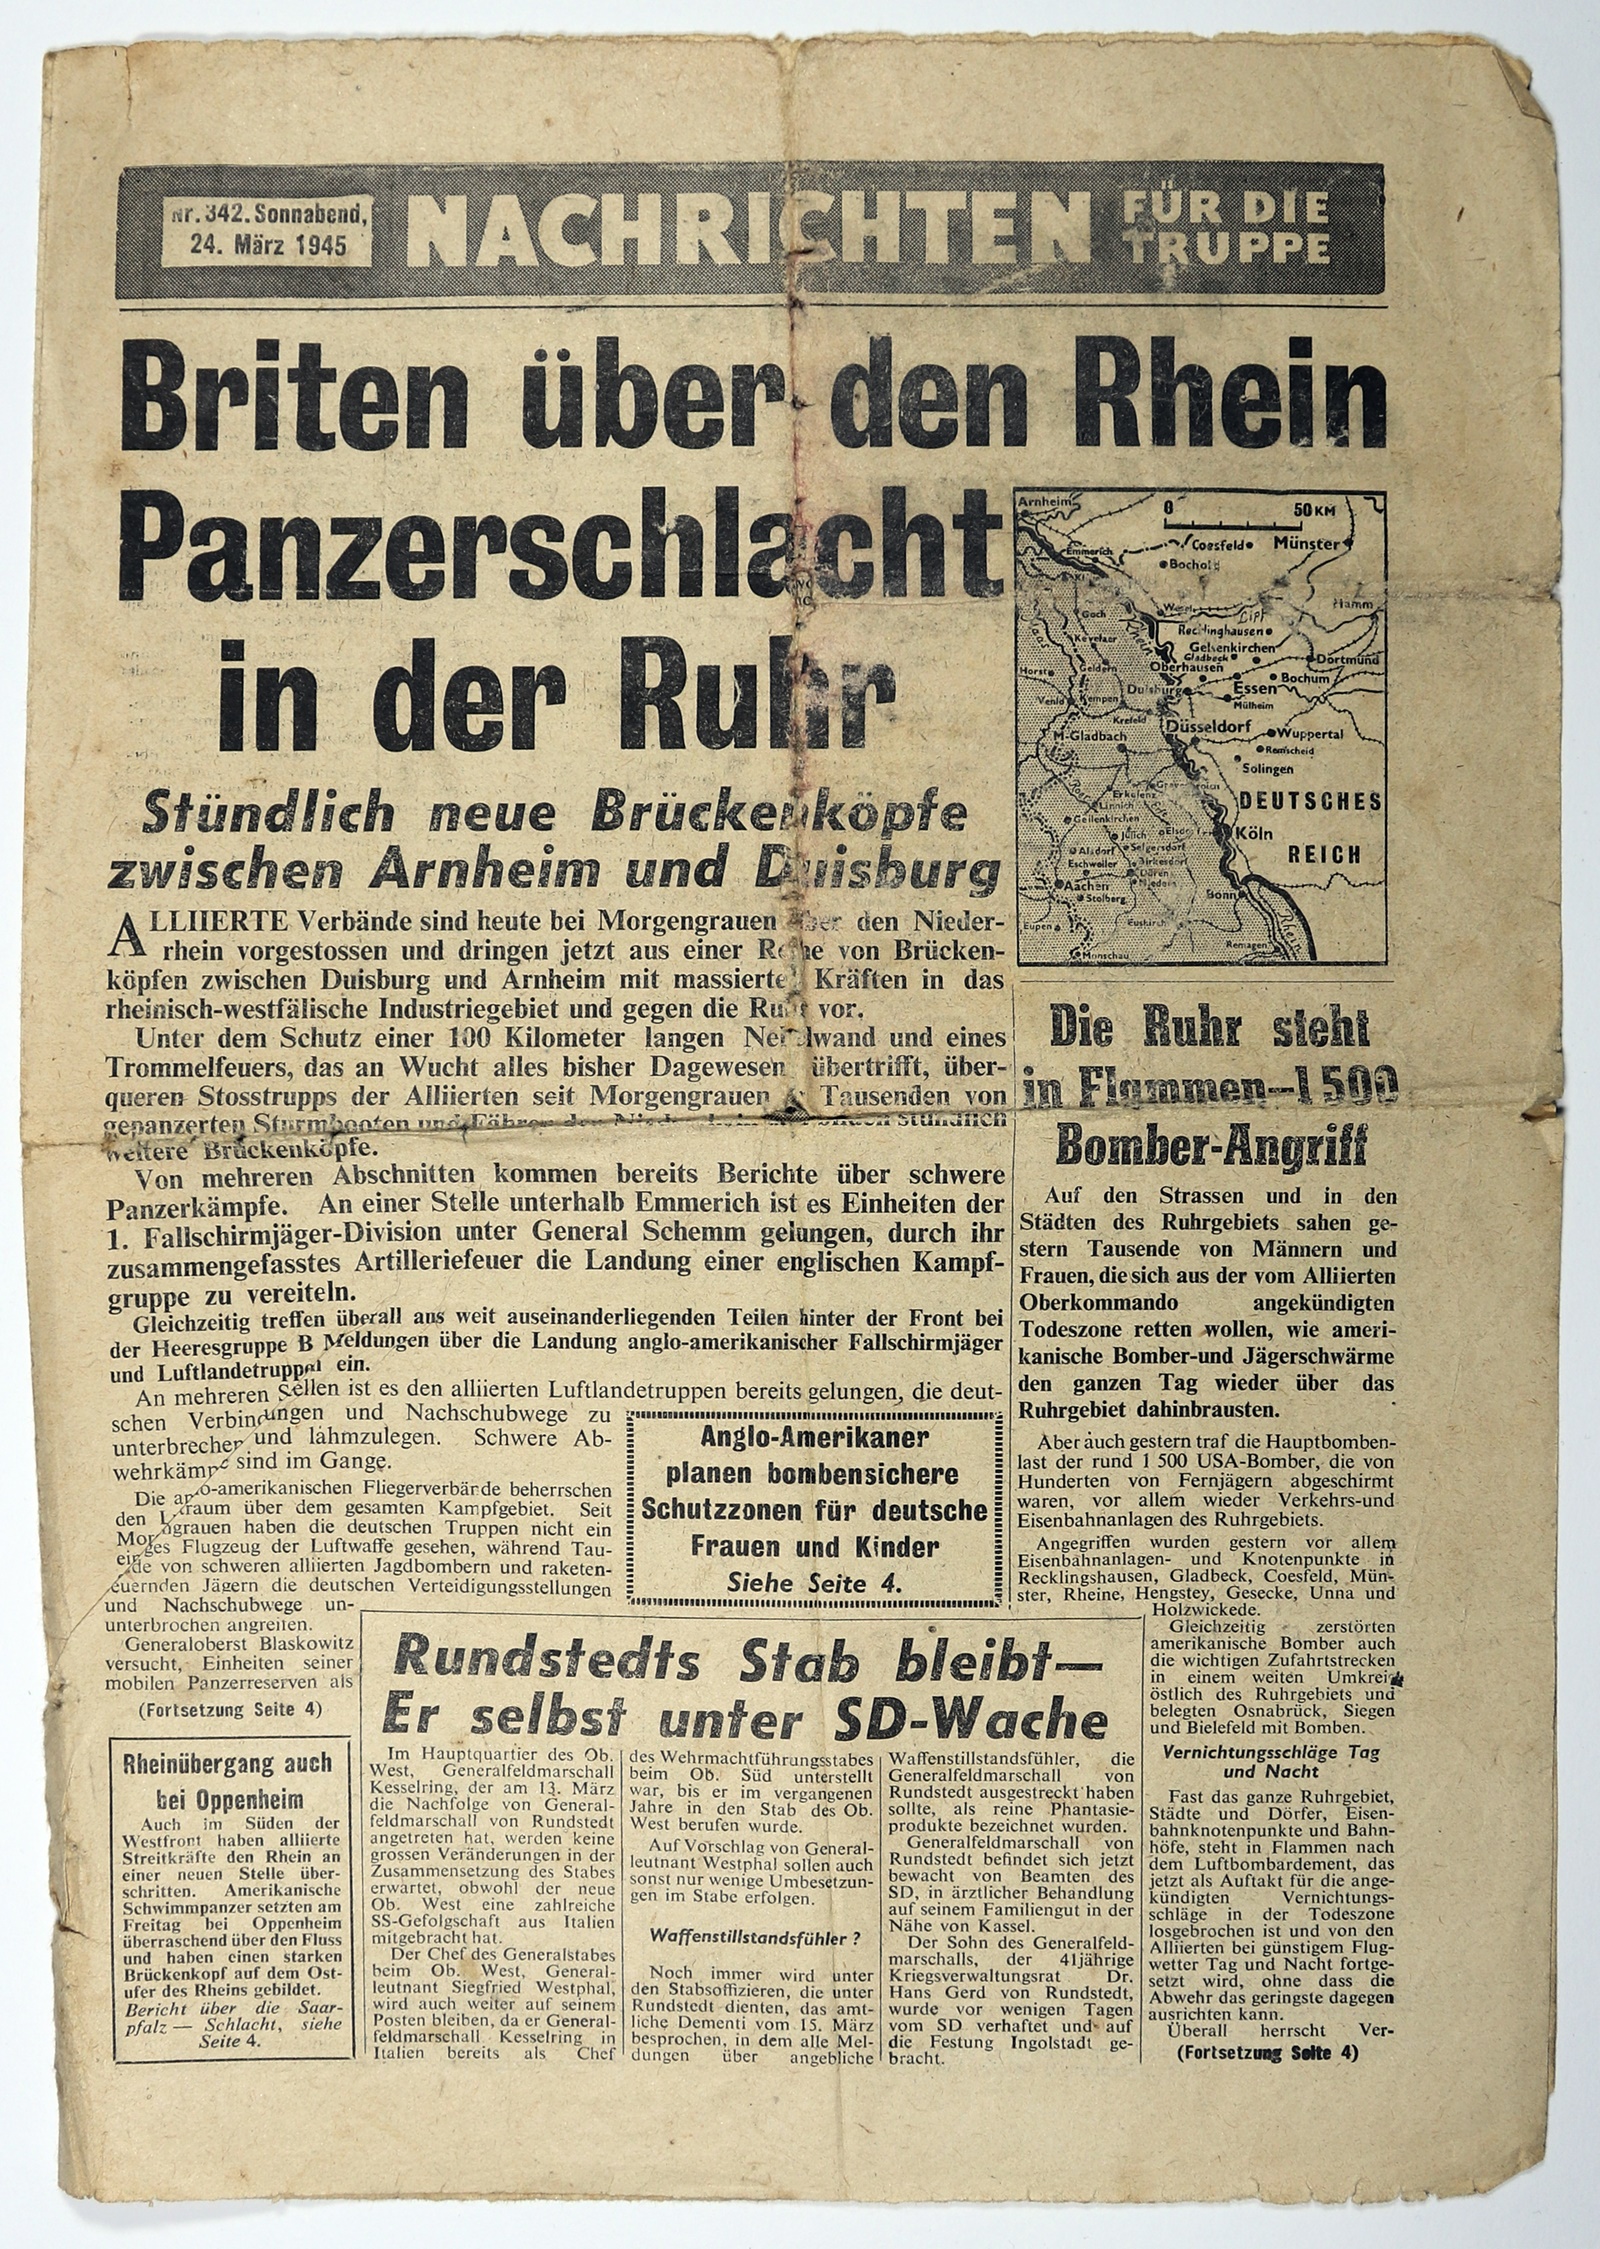 Nr. 342. Sonnabend,
24. März 1945
NACHRICHTEN
FÜR DIE
TRUPPE
Briten über den Rhein
Panzerschlacht
in der Ruhr
Stündlich neue Brückenköpfe
zwischen Arnheim und Duisburg
ALLIIERTE Verbände sind heute bei Morgengrauen über den Nieder-
rhein vorgestossen und dringen jetzt aus einer Reihe von Brücken-
köpfen zwischen Duisburg und Arnheim mit massierten Kräften in das
rheinisch-westfälische Industriegebiet und gegen die Ruhr vor.
Unter dem Schutz einer 100 Kilometer langen Nebelwand und eines
Trommelfeuers, das an Wucht alles bisher Dagewesene übertrifft, über-
queren Stosstrupps der Alliierten seit Morgengrauen in Tausenden von
gepanzerten Sturmbooten und Fähren den stündlich
weitere Brückenköpfe.
Von mehreren Abschnitten kommen bereits Berichte über schwere
Panzerkämpfe. An einer Stelle unterhalb Emmerich ist es Einheiten der
1. Fallschirmjäger-Division unter General Schemm gelungen, durch ihr
zusammengefasstes Artilleriefeuer die Landung einer englischen Kampf-
gruppe zu vereiteln.
Gleichzeitig treffen überall aus weit auseinanderliegenden Teilen hinter der Front bei
der Heeresgruppe B Meldungen über die Landung anglo-amerikanischer Fallschirmjäger
und Luftlandetruppen ein.
An mehreren Stellen ist es den alliierten Luftlandetruppen bereits gelungen, die deut-
schen Verbindungen und Nachschubwege zu
unterbrechen und lahmzulegen. Schwere Ab-
wehrkämpfe sind im Gange.
Die anglo-amerikanischen Fliegerverbände beherrschen
den Luftraum über dem gesamten Kampfgebiet. Seit
Morgengrauen haben die deutschen Truppen nicht ein
einziges Flugzeug der Luftwaffe gesehen, während Tau-
sende von schweren alliierten Jagdbombern und raketen-
feuernden Jägern die deutschen Verteidigungsstellungen
und Nachschubwege un-
unterbrochen angreifen.
Generaloberst Blaskowitz
versucht, Einheiten seiner
mobilen Panzerreserven als
(Fortsetzung Seite 4)
Anglo-Amerikaner
planen bombensichere
Schutzzonen für deutsche
Frauen und Kinder
Siehe Seite 4.
Rheinübergang auch
bei Oppenheim
Auch im Süden der
Westfront haben alliierte
Streitkräfte den Rhein an
einer neuen Stelle über-
schritten. Amerikanische
Schwimmpanzer setzten am
Freitag bei Oppenheim
überraschend über den Fluss
und haben einen starken
Brückenkopf auf dem Ost-
ufer des Rheins gebildet.
Bericht über die Saar-
pfalz — Schlacht, siehe
Seite 4.
Rundstedts Stab bleibt—
Er selbst unter SD-Wache
Im Hauptquartier des Ob.
West, Generalfeldmarschall
Kesselring, der am 13. März
die Nachfolge von General-
feldmarschall von Rundstedt
angetreten hat, werden keine
grossen Veränderungen in der
Zusammensetzung des Stabes
erwartet, obwohl der neue
Ob. West eine zahlreiche
SS-Gefolgschaft aus Italien
mitgebracht hat.
Der Chef des Generalstabes
beim Ob. West, General-
leutnant Siegfried Westphal,
wird auch weiter auf seinem
Posten bleiben, da er General-
feldmarschall Kesselring in
Italien bereits als Chef
des Wehrmachtführungsstabes
beim Ob. Süd unterstellt
war, bis er im vergangenen
Jahre in den Stab des Ob.
West berufen wurde.
Auf Vorschlag von General-
leutnant Westphal sollen auch
sonst nur wenige Umbesetzun-
gen im Stabe erfolgen.
Waffenstillstandsfühler ?
Noch immer wird unter
den Stabsoffizieren, die unter
Rundstedt dienten, das amt-
liche Dementi vom 15. März
besprochen, in dem alle Mel-
dungen über angebliche
Waffenstillstandsfühler, die
Generalfeldmarschall von
Rundstedt ausgestreckt haben
sollte, als reine Phantasie-
produkte bezeichnet wurden.
Generalfeldmarschall von
Rundstedt befindet sich jetzt
bewacht von Beamten des
SD, in ärztlicher Behandlung
auf seinem Familiengut in der
Nähe von Kassel.
Der Sohn des Generalfeld-
marschalls, der 41jährige
Kriegsverwaltungsrat Dr.
Hans Gerd von Rundstedt,
wurde vor wenigen Tagen
vom SD verhaftet und auf
die Festung Ingolstadt ge-
bracht.
Arnheim
0 50 KM
Emmerich
Coesfeld
Münster
Bocholt
Goch
Wesel
Lippe
Hamm
Maas
Rhein
Kevelaer
Recklinghausen
Gelsenkirchen
Gladbeck
Dortmund
Horst
Geldern
Oberhausen
Bochum
Duisburg
Essen
Venlo
Kempen
Mülheim
Krefeld
Düsseldorf
Wuppertal
M-Gladbach
Remscheid
Solingen
Erkelenz
Linnich
DEUTSCHES
REICH
Geilenkirchen
Jülich
Köln
Alsdorf
Selgersdorf
Eschweiler
Birkesdorf
Düren
Aachen
Stolberg
Bonn
Eupen
Euskirch
Remagen
Rhein
Monschau
Die Ruhr steht
in Flammen—1 500
Bomber-Angriff
Auf den Strassen und in den
Städten des Ruhrgebiets sahen ge-
stern Tausende von Männern und
Frauen, die sich aus der vom Alliierten
Oberkommando angekündigten
Todeszone retten wollen, wie ameri-
kanische Bomber-und Jägerschwärme
den ganzen Tag wieder über das
Ruhrgebiet dahinbrausten.
Aber auch gestern traf die Hauptbomben-
last der rund 1 500 USA-Bomber, die von
Hunderten von Fernjägern abgeschirmt
waren, vor allem wieder Verkehrs-und
Eisenbahnanlagen des Ruhrgebiets.
Angegriffen wurden gestern vor allem
Eisenbahnanlagen- und Knotenpunkte in
Recklingshausen, Gladbeck, Coesfeld, Mün-
ster, Rheine, Hengstey, Gesecke, Unna und
Holzwickede.
Gleichzeitig zerstörten
amerikanische Bomber auch
die wichtigen Zufahrtstrecken
in einem weiten Umkreis
östlich des Ruhrgebiets und
belegten Osnabrück, Siegen
und Bielefeld mit Bomben.
Vernichtungsschläge Tag
und Nacht
Fast das ganze Ruhrgebiet,
Städte und Dörfer, Eisen-
bahnknotenpunkte und Bahn-
höfe, steht in Flammen nach
dem Luftbombardement, das
jetzt als Auftakt für die ange-
kündigten Vernichtungs-
schläge in der Todeszone
losgebrochen ist und von den
Alliierten bei günstigem Flug-
wetter Tag und Nacht fortge-
setzt wird, ohne dass die
Abwehr das geringste dagegen
ausrichten kann.
Überall herrscht Ver-
(Fortsetzung Seite 4)